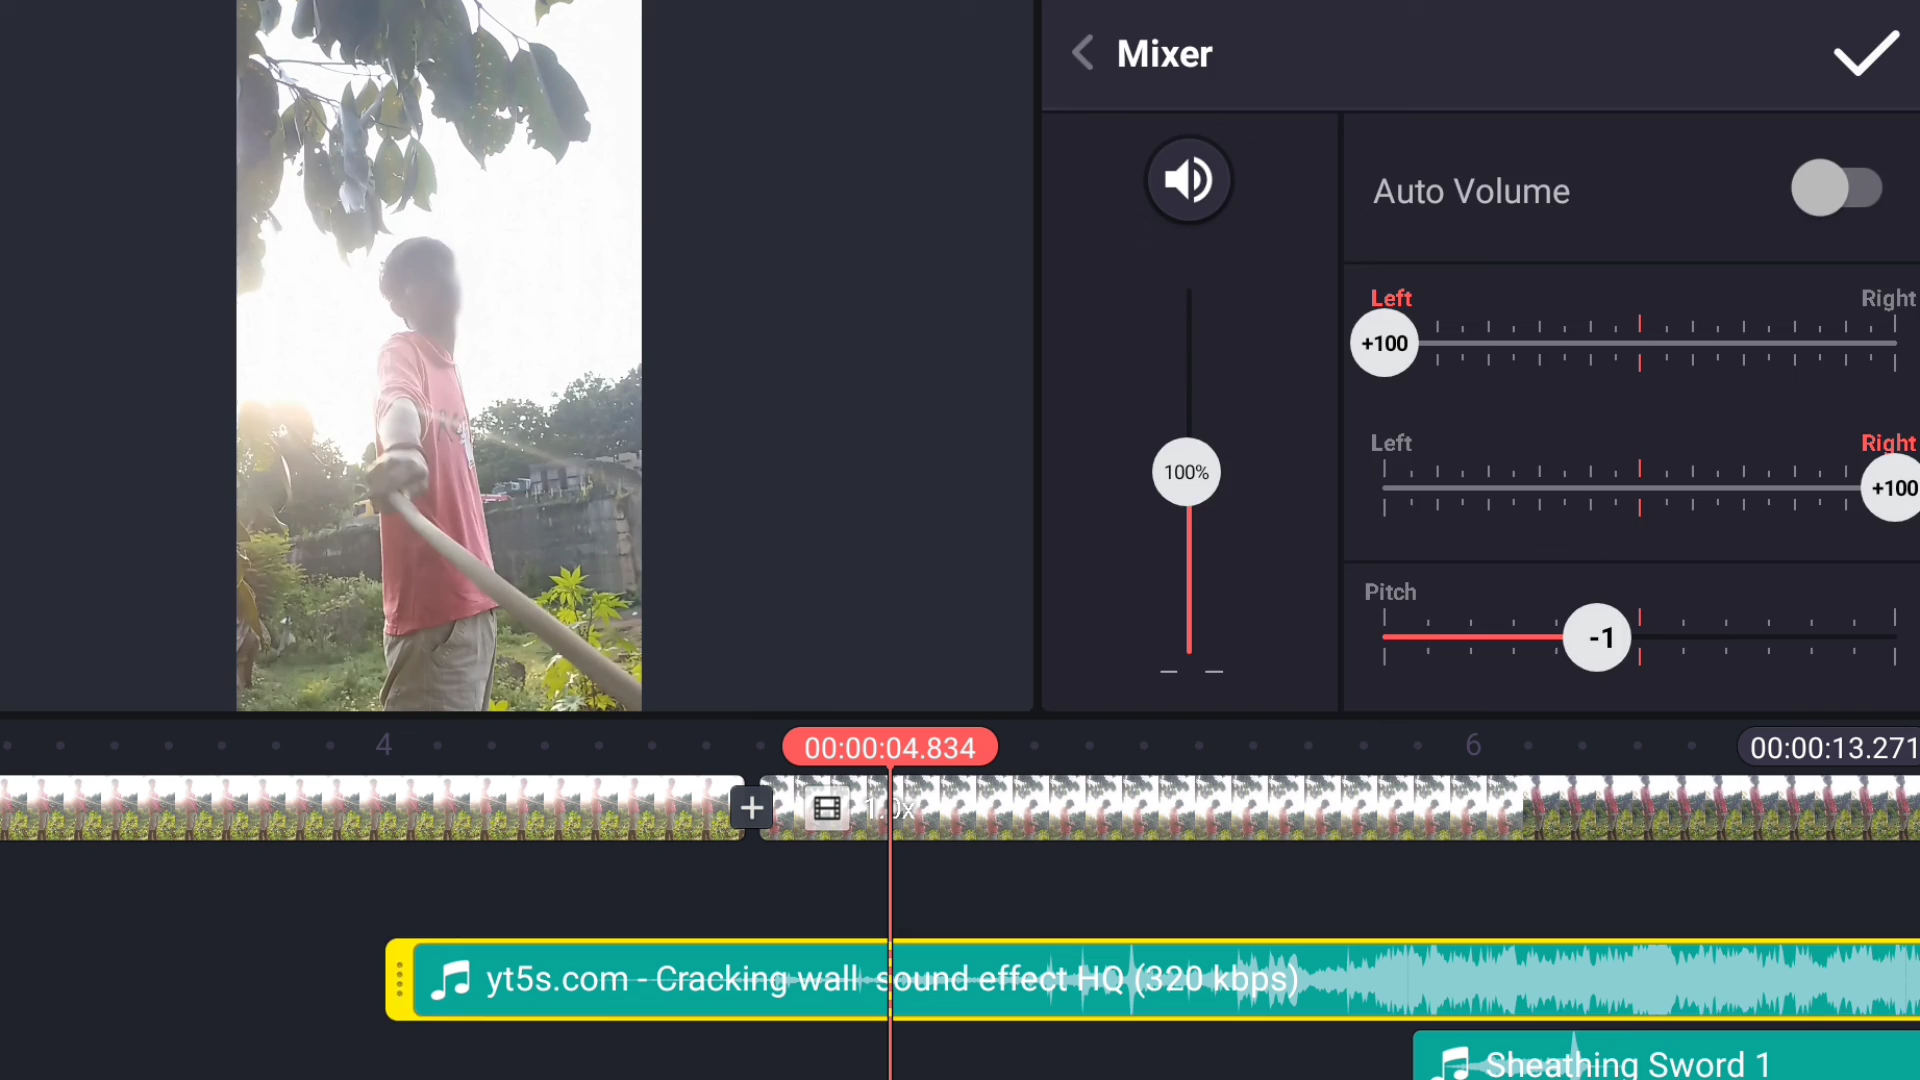 Mixer
Auto Volume
Left Right
+100
100%
Left Right
+100
Pitch
-1
4
00:00:04.834
6
00:00:13.271
1.0x
yt5s.com - Cracking wall sound effect HQ (320 kbps)
Sheathing Sword 1